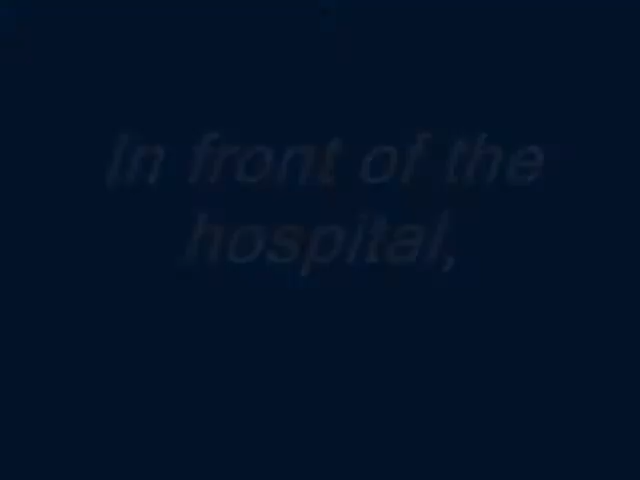 In front of the
hospital,